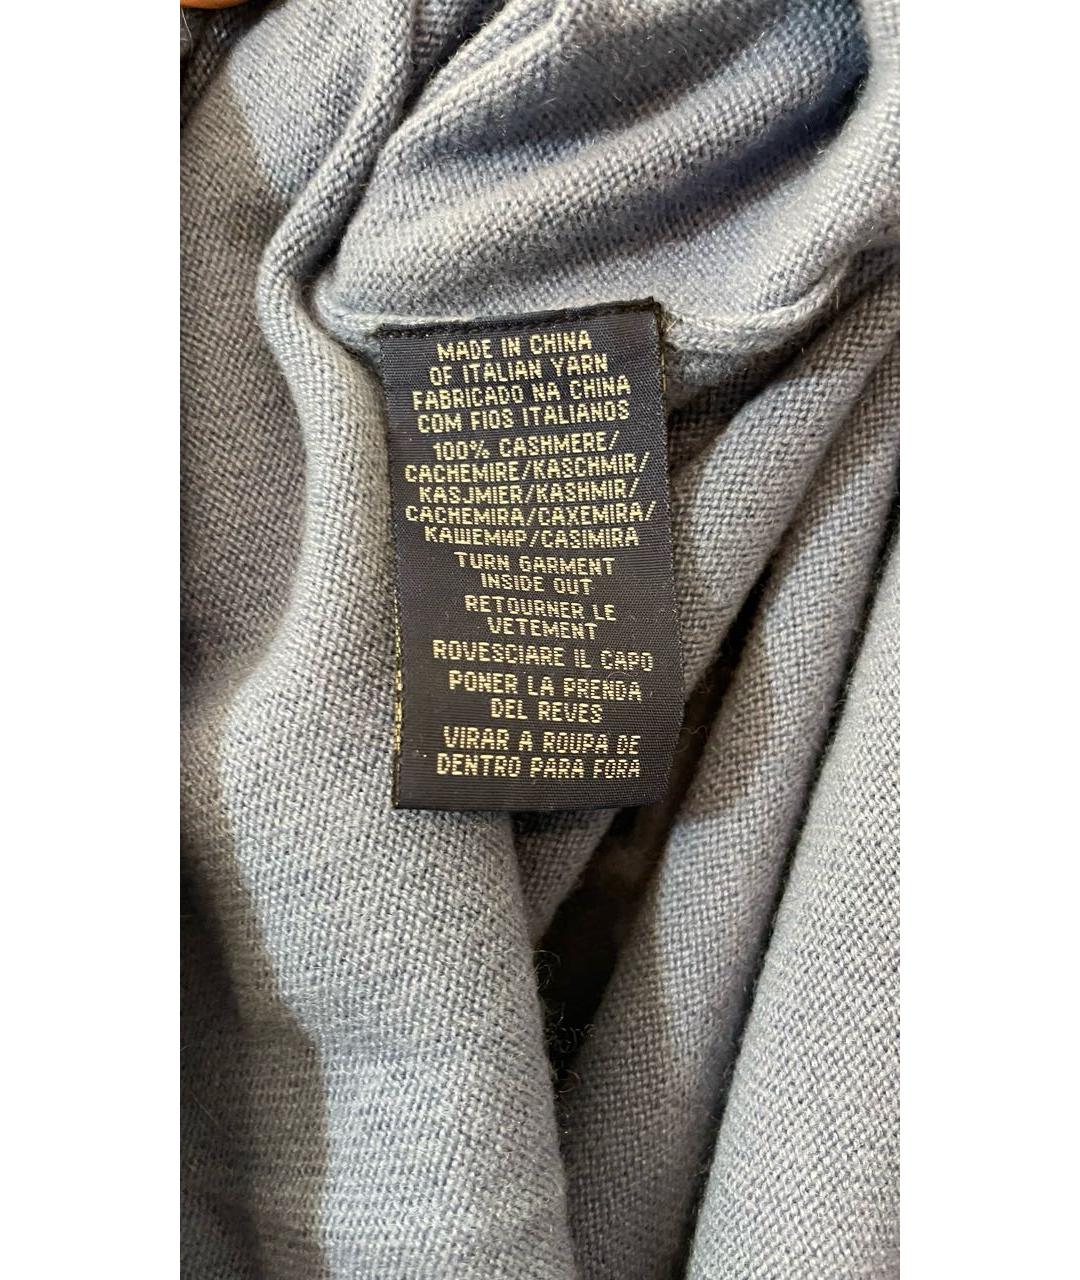 MADE IN CHINA
OF ITALIAN YARN
FABRICADO NA CHINA
COM FIOS ITALIANOS
100% CASHMERE/
CACHEMIRE/KASCHMIR/
KASJMIER/KASHMIR/
CACHEMIRA/CAXEMIRA/
КАШЕМИР/CASIMIRA
TURN GARMENT
INSIDE OUT
RETOURNER LE
VETEMENT
ROVESCIARE IL CAPO
PONER LA PRENDA
DEL REVES
VIRAR A ROUPA DE
DENTRO PARA FORA